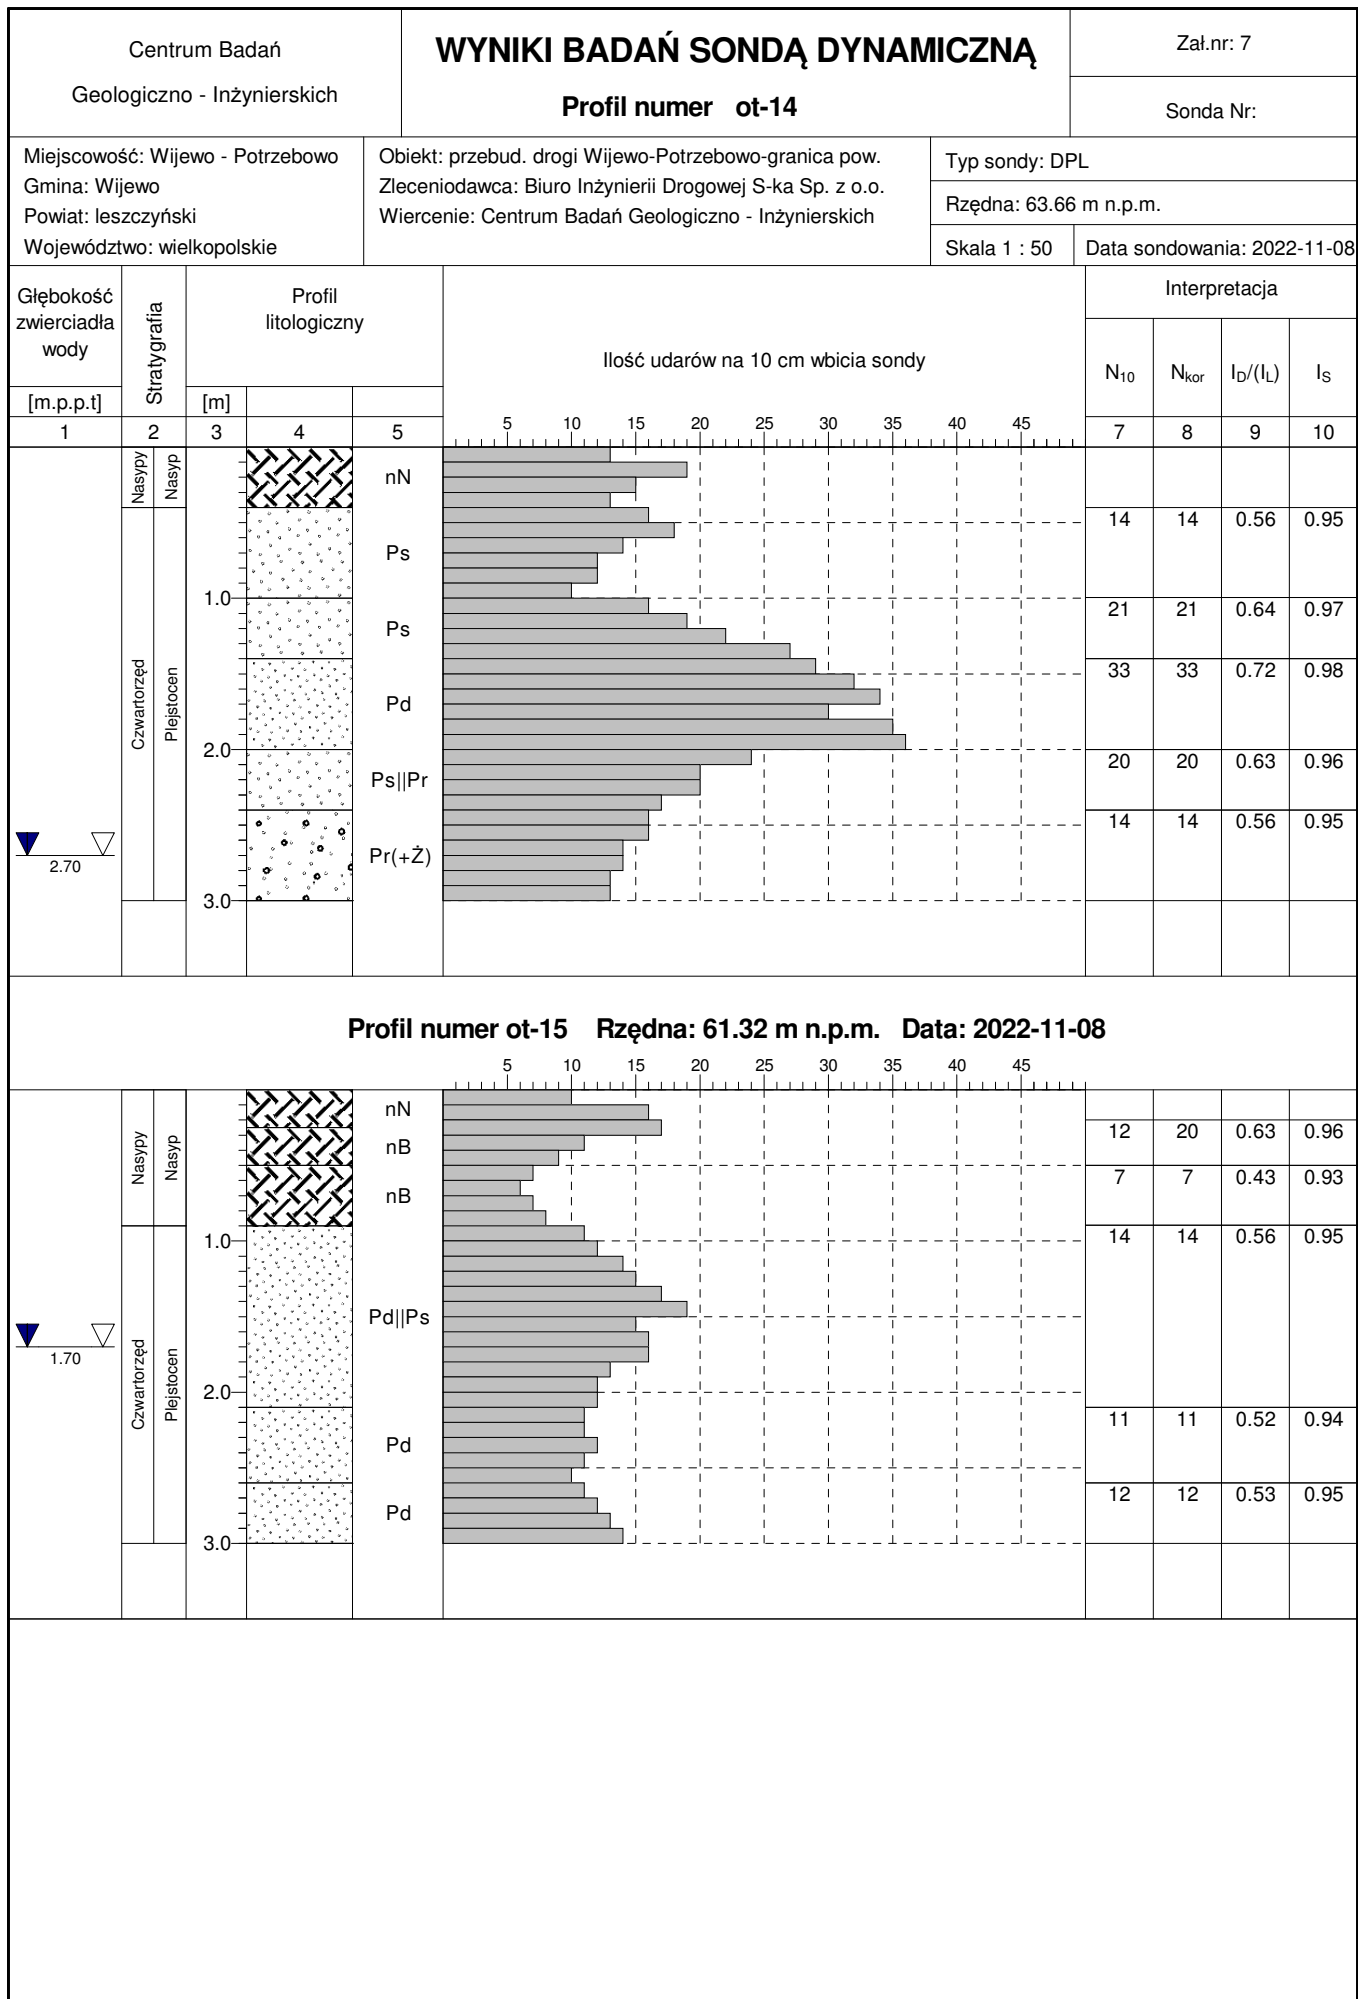 Centrum Badań
Geologiczno - Inżynierskich
WYNIKI BADAŃ SONDĄ DYNAMICZNĄ
Profil numer ot-14
Zał.nr: 7
Sonda Nr:
Miejscowość: Wijewo - Potrzebowo
Gmina: Wijewo
Powiat: leszczyński
Województwo: wielkopolskie
Obiekt: przebud. drogi Wijewo-Potrzebowo-granica pow.
Zleceniodawca: Biuro Inżynierii Drogowej S-ka Sp. z o.o.
Wiercenie: Centrum Badań Geologiczno - Inżynierskich
Typ sondy: DPL
Rzędna: 63.66 m n.p.m.
Skala 1 : 50
Data sondowania: 2022-11-08
Głębokość
zwierciadła
wody
[m.p.p.t]
Stratygrafia
Profil
litologiczny
[m]
Ilość udarów na 10 cm wbicia sondy
Interpretacja
N10 Nkor ID/(IL) IS
1 2 3 4 5
5 10 15 20 25 30 35 40 45
7 8 9 10
Nasypy Nasyp
nN
Ps
14 14 0.56 0.95
1.0
Ps
21 21 0.64 0.97
Czwartorzęd Plejstocen
Pd
33 33 0.72 0.98
2.0
Ps||Pr
20 20 0.63 0.96
14 14 0.56 0.95
2.70
Pr(+Ż)
3.0
Profil numer ot-15 Rzędna: 61.32 m n.p.m. Data: 2022-11-08
5 10 15 20 25 30 35 40 45
Nasypy Nasyp
nN
nB
12 20 0.63 0.96
nB
7 7 0.43 0.93
1.0
14 14 0.56 0.95
Pd||Ps
1.70
Czwartorzęd Plejstocen
2.0
Pd
11 11 0.52 0.94
Pd
12 12 0.53 0.95
3.0